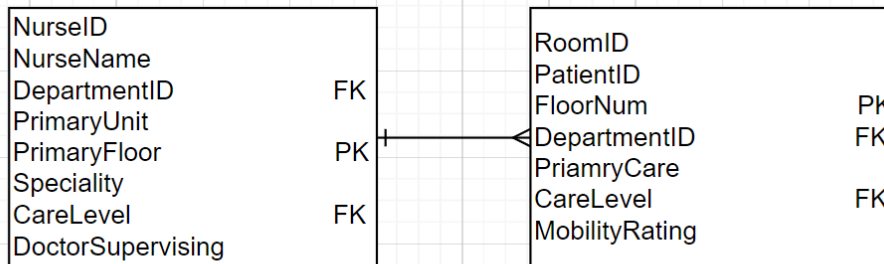 NurseID
NurseName
DepartmentID FK
PrimaryUnit
PrimaryFloor PK
Speciality
CareLevel FK
DoctorSupervising
RoomID
PatientID
FloorNum PK
DepartmentID FK
PriamryCare
CareLevel FK
MobilityRating